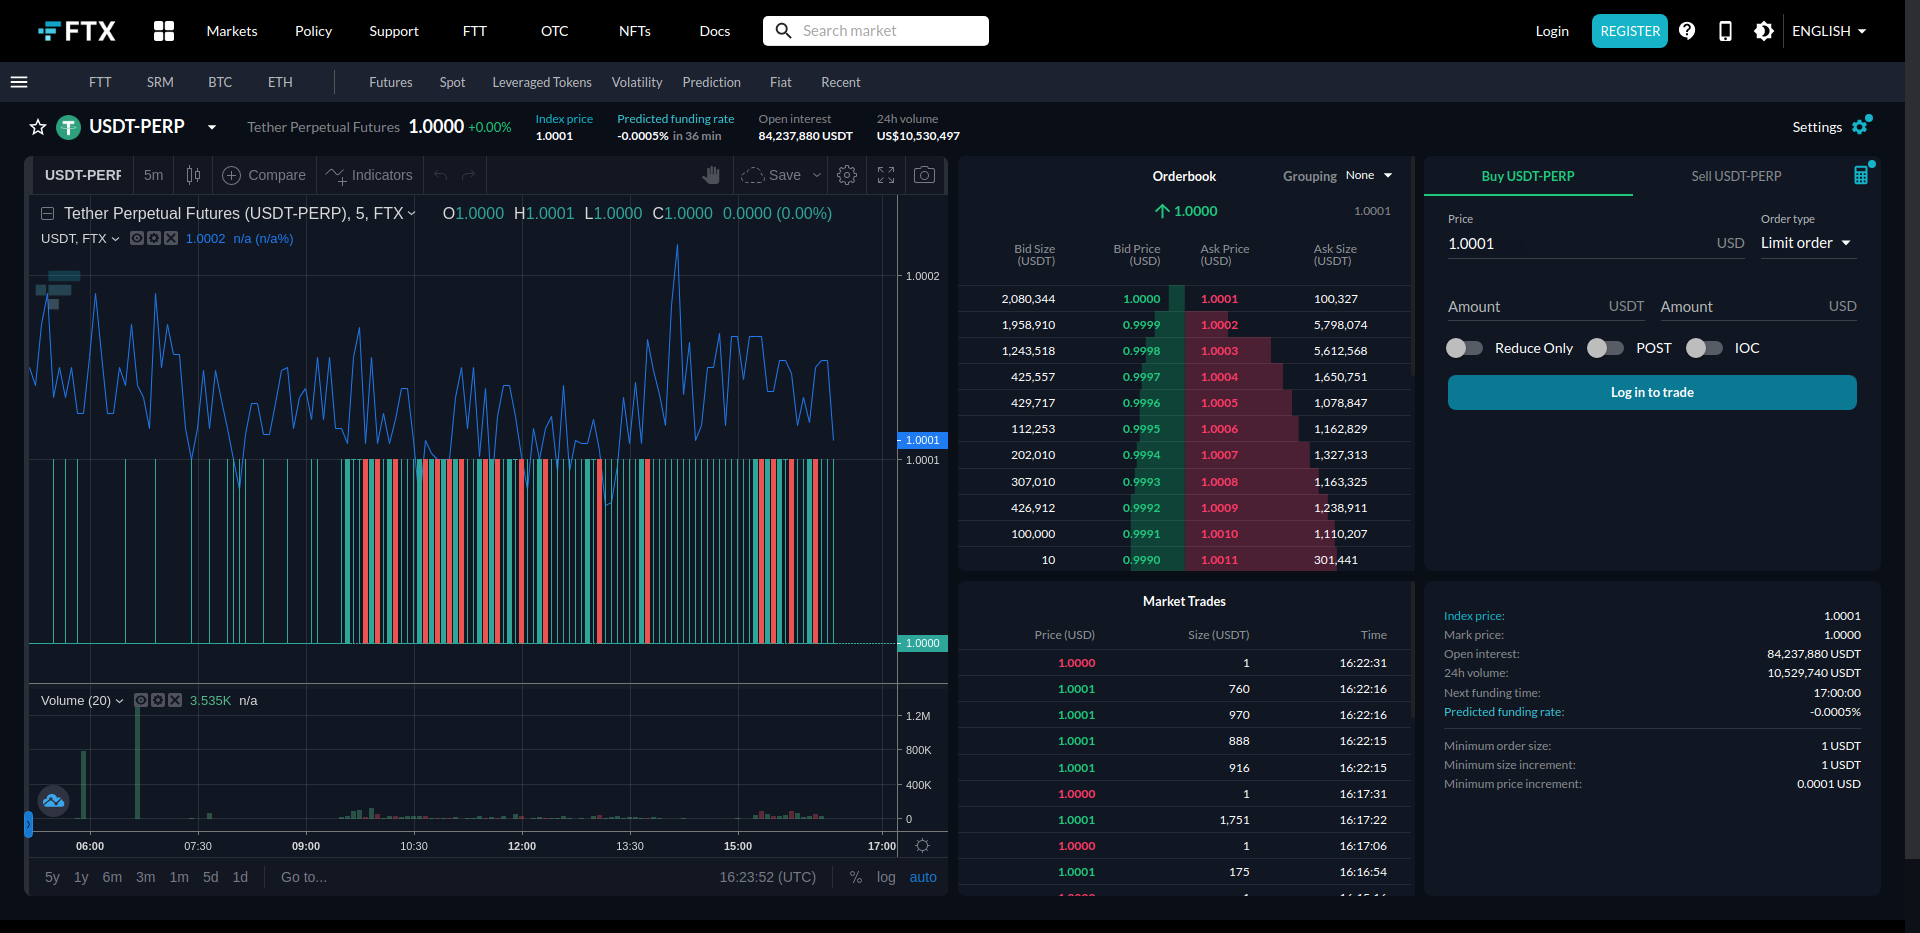 FTX Markets Policy Support FTT OTC NFTs Docs Search market Login REGISTER ENGLISH
FTT SRM BTC ETH Futures Spot Leveraged Tokens Volatility Prediction Fiat Recent
USDT-PERP Tether Perpetual Futures 1.0000 +0.00%
Index price
1.0001
Predicted funding rate
-0.0005% in 36 min
Open interest
84,237,880 USDT
24h volume
US$10,530,497
Settings
USDT-PERP 5m Compare Indicators Save
Tether Perpetual Futures (USDT-PERP), 5, FTX O1.0000 H1.0001 L1.0000 C1.0000 0.0000 (0.00%)
USDT, FTX 1.0002 n/a (n/a%)
1.0002
1.0001
1.0001
1.0000
Volume (20) 3.535K n/a
1.2M
800K
400K
0
06:00 07:30 09:00 10:30 12:00 13:30 15:00 17:00
5y 1y 6m 3m 1m 5d 1d Go to... 16:23:52 (UTC) % log auto
Orderbook Grouping None
1.0000 1.0001
Bid Size (USDT) Bid Price (USD) Ask Price (USD) Ask Size (USDT)
2,080,344 1.0000 1.0001 100,327
1,958,910 0.9999 1.0002 5,798,074
1,243,518 0.9998 1.0003 5,612,568
425,557 0.9997 1.0004 1,650,751
429,717 0.9996 1.0005 1,078,847
112,253 0.9995 1.0006 1,162,829
202,010 0.9994 1.0007 1,327,313
307,010 0.9993 1.0008 1,163,325
426,912 0.9992 1.0009 1,238,911
100,000 0.9991 1.0010 1,110,207
10 0.9990 1.0011 301,441
Market Trades
Price (USD) Size (USDT) Time
1.0000 1 16:22:31
1.0001 760 16:22:16
1.0001 970 16:22:16
1.0001 888 16:22:15
1.0001 916 16:22:15
1.0000 1 16:17:31
1.0001 1,751 16:17:22
1.0000 1 16:17:06
1.0001 175 16:16:54
Buy USDT-PERP Sell USDT-PERP
Price Order type
1.0001 USD Limit order
Amount USDT Amount USD
Reduce Only POST IOC
Log in to trade
Index price: 1.0001
Mark price: 1.0000
Open interest: 84,237,880 USDT
24h volume: 10,529,740 USDT
Next funding time: 17:00:00
Predicted funding rate: -0.0005%
Minimum order size: 1 USDT
Minimum size increment: 1 USDT
Minimum price increment: 0.0001 USD